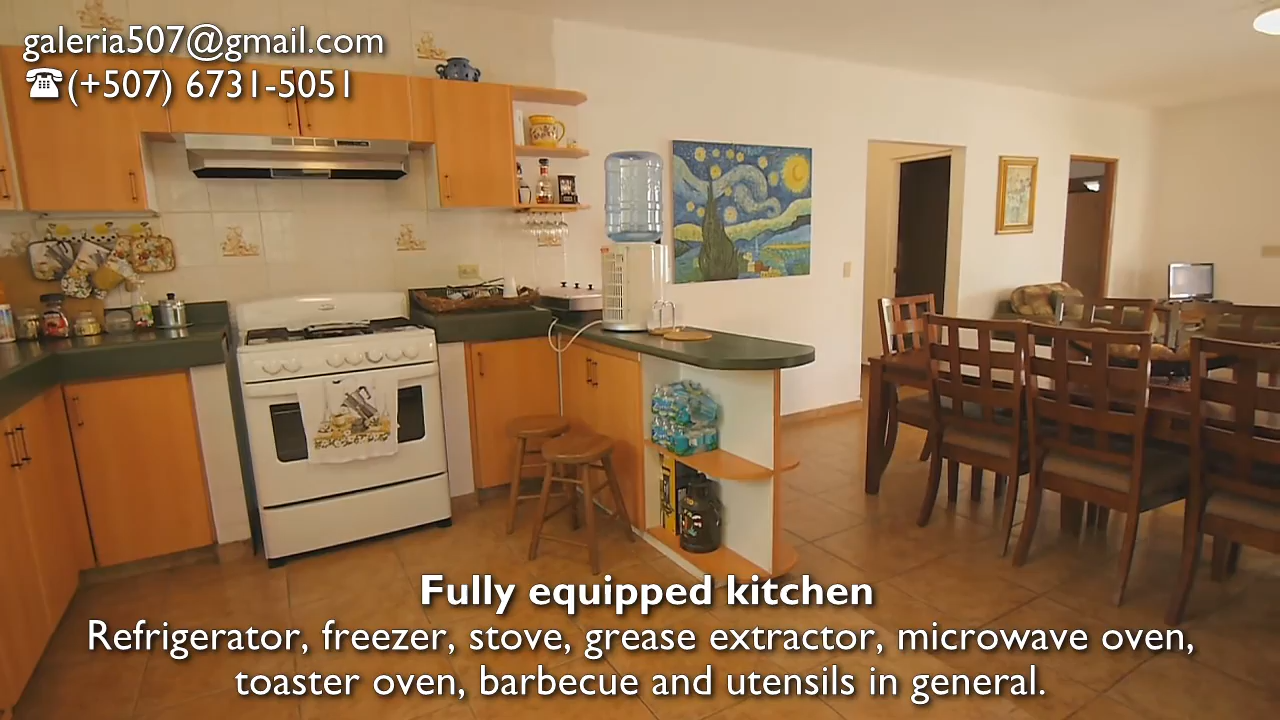 galeria507@gmail.com
☎(+507) 6731-5051
Fully equipped kitchen
Refrigerator, freezer, stove, grease extractor, microwave oven,
toaster oven, barbecue and utensils in general.